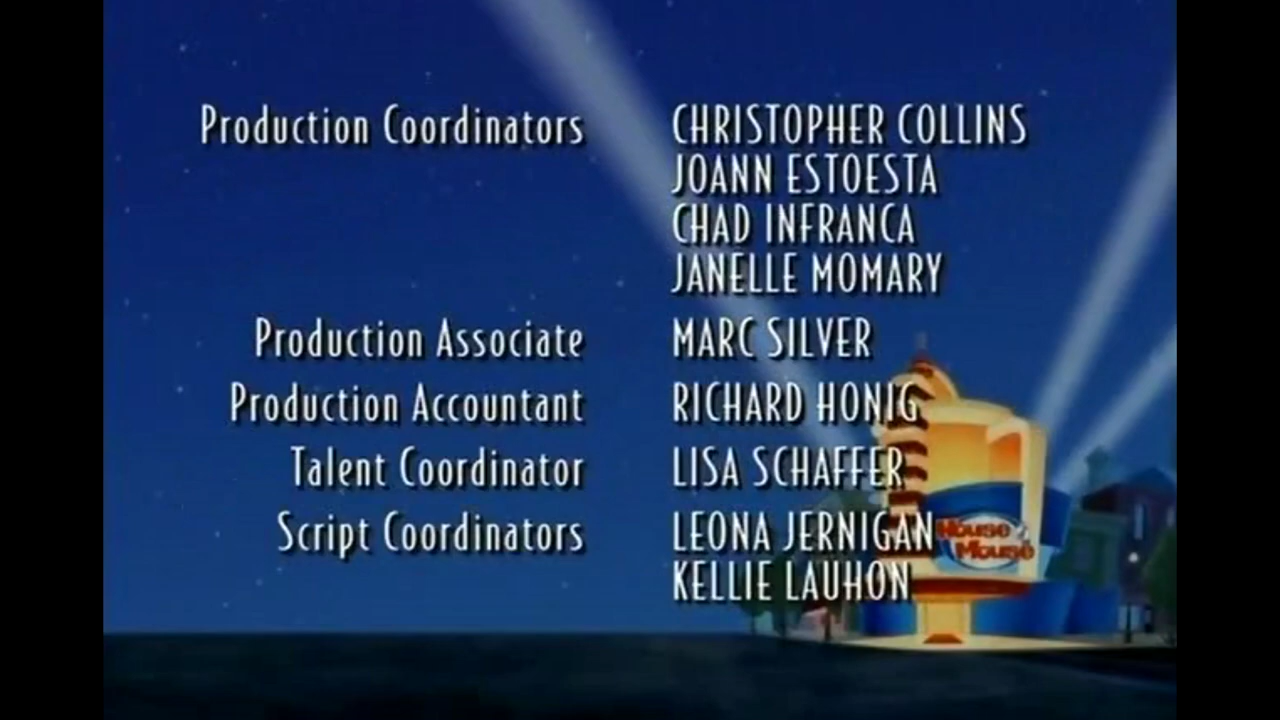 Production Coordinators CHRISTOPHER COLLINS
JOANN ESTOESTA
CHAD INFRANCA
JANELLE MOMARY
Production Associate MARC SILVER
Production Accountant RICHARD HONIG
Talent Coordinator LISA SCHAFFER
Script Coordinators LEONA JERNIGAN
KELLIE LAUHON
House of
Mouse